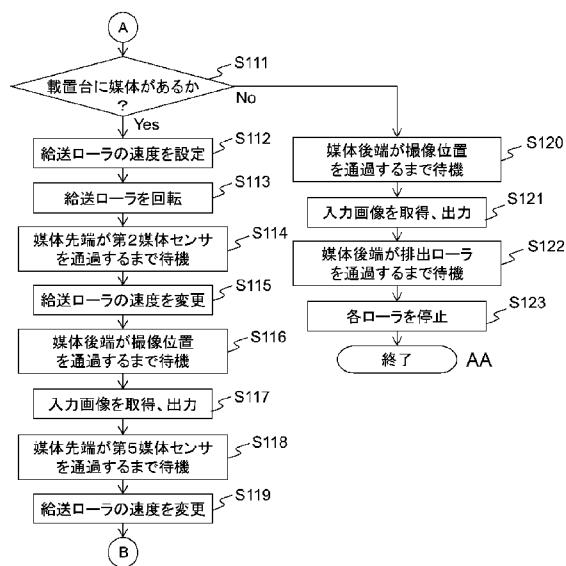 A
S111
載置台に媒体があるか
?
Yes
No
S112
給送ローラの速度を設定
S113
給送ローラを回転
S114
媒体先端が第2媒体センサ
を通過するまで待機
S115
給送ローラの速度を変更
S116
媒体後端が撮像位置
を通過するまで待機
S117
入力画像を取得、出力
S118
媒体先端が第5媒体センサ
を通過するまで待機
S119
給送ローラの速度を変更
B
S120
媒体後端が撮像位置
を通過するまで待機
S121
入力画像を取得、出力
S122
媒体後端が排出ローラ
を通過するまで待機
S123
各ローラを停止
終了
AA